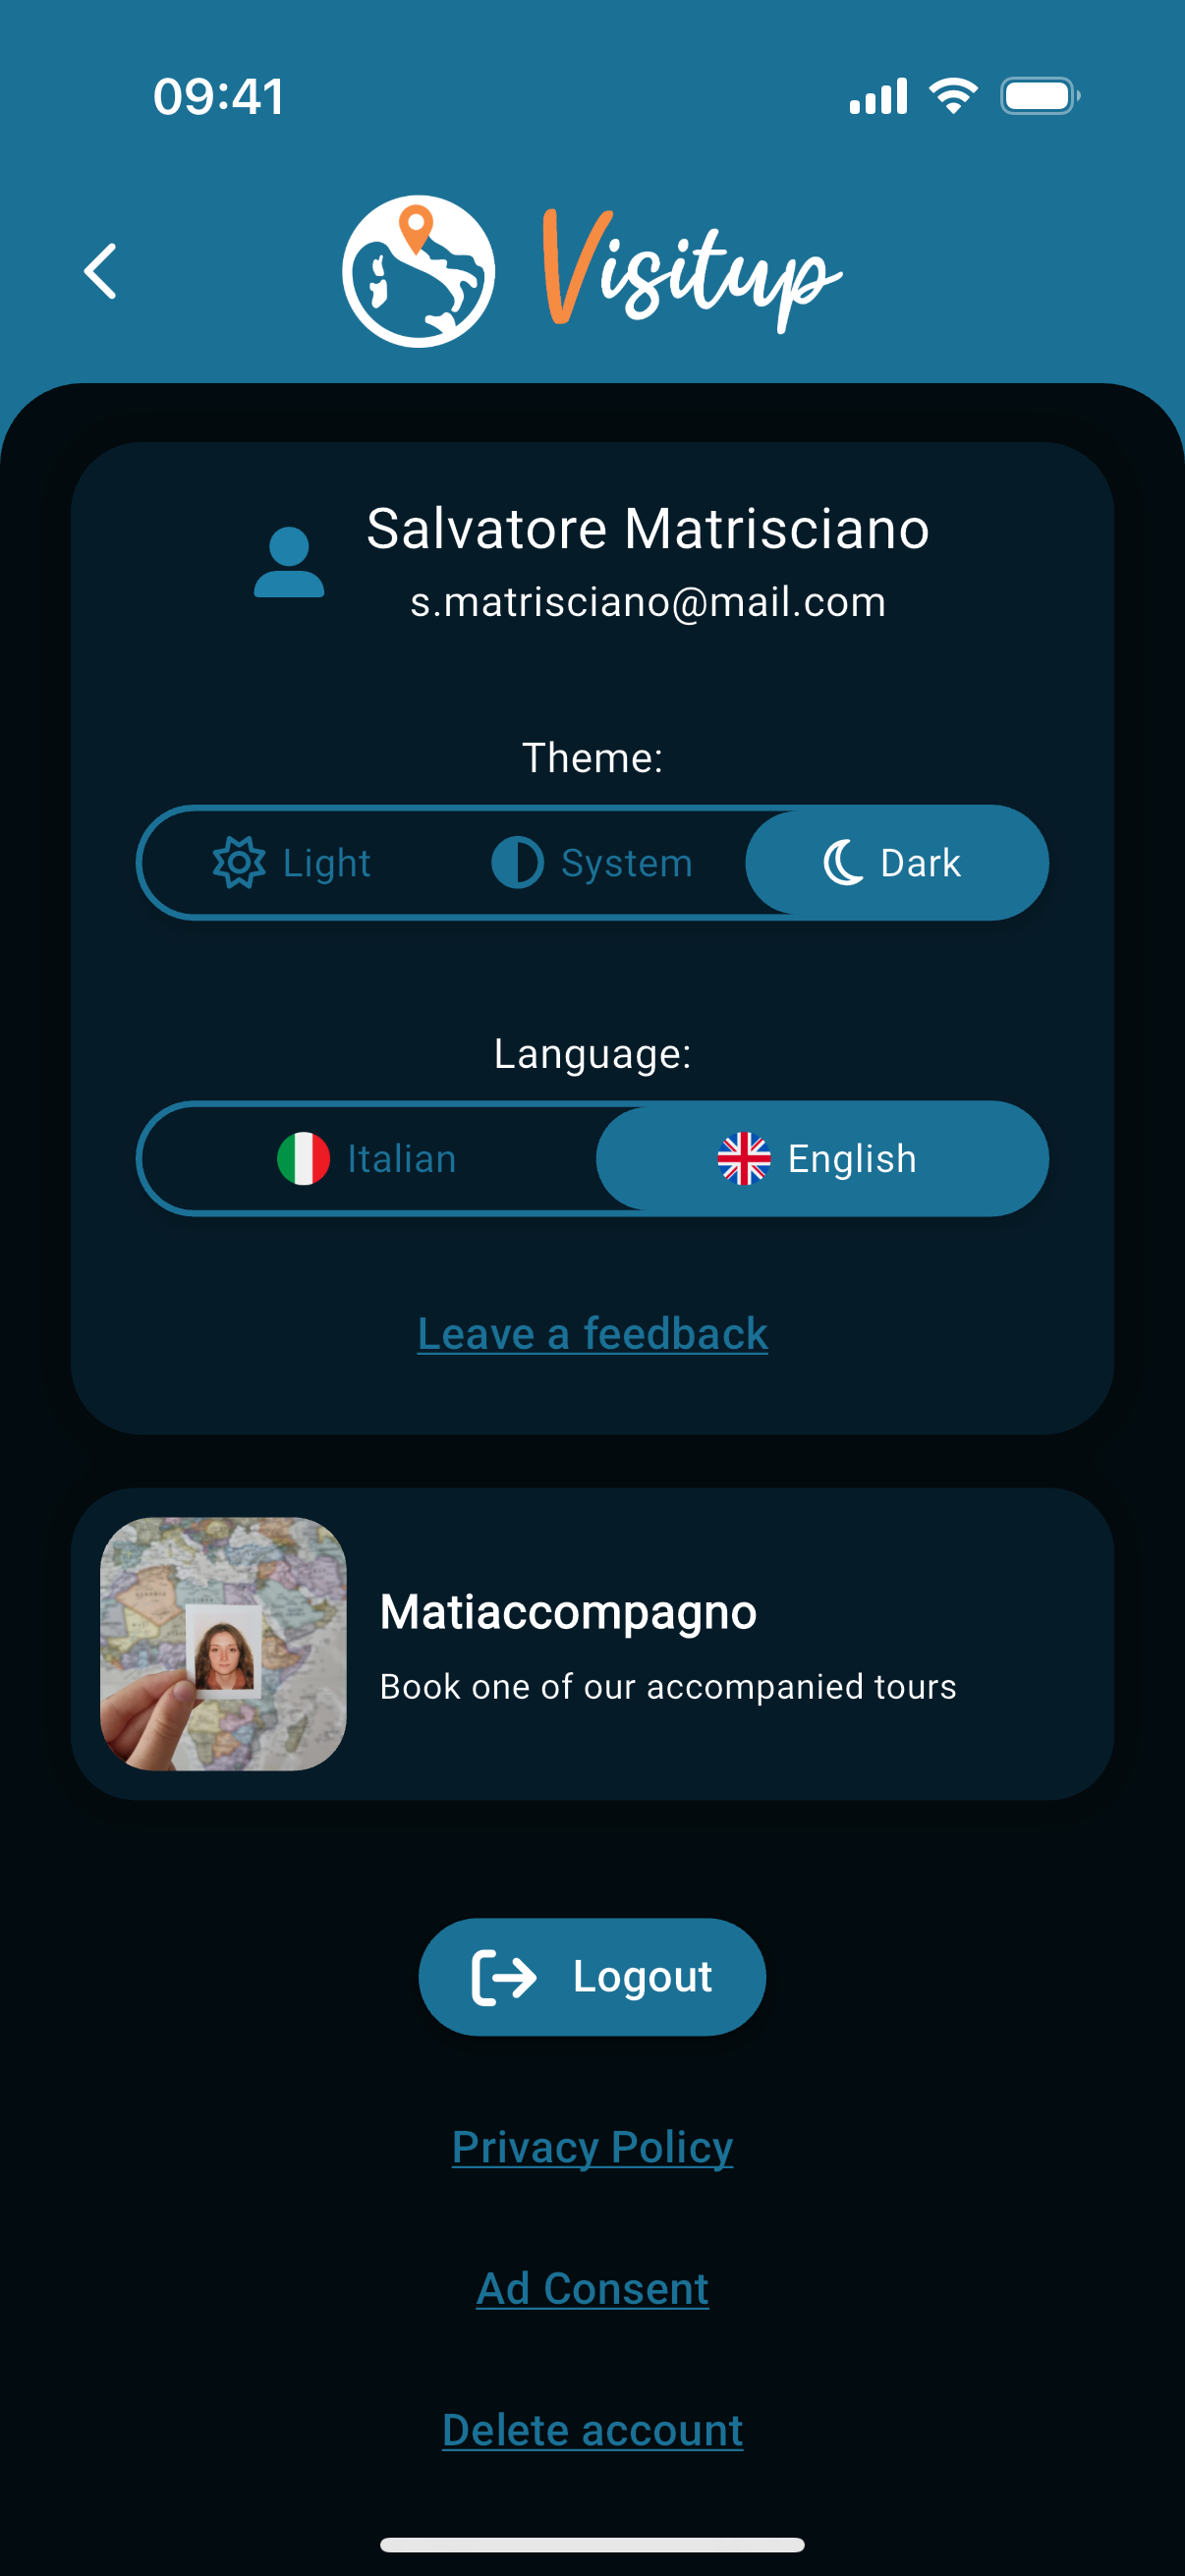 09:41
Visitup
Salvatore Matrisciano
s.matrisciano@mail.com
Theme:
Light System Dark
Language:
Italian English
Leave a feedback
Matiaccompagno
Book one of our accompanied tours
Logout
Privacy Policy
Ad Consent
Delete account